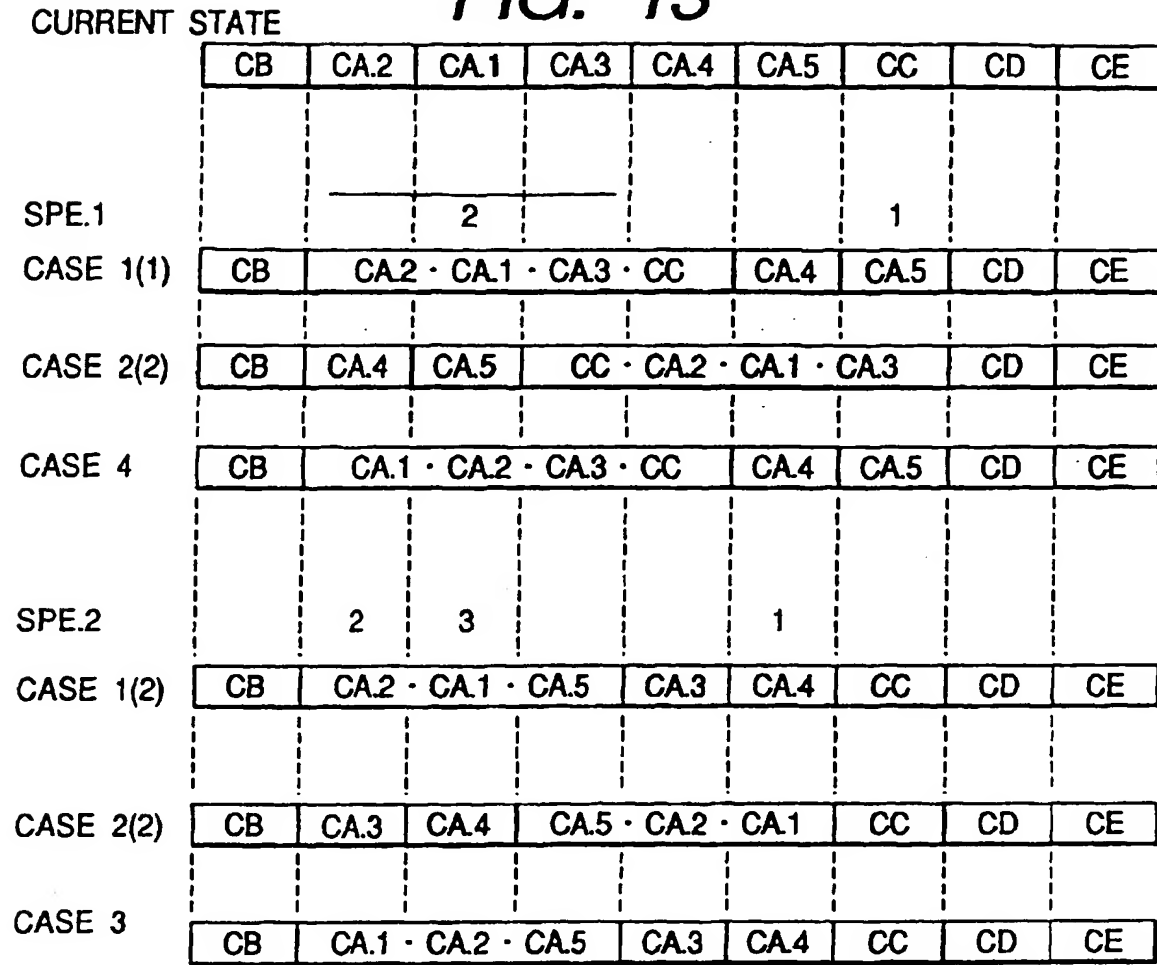 FIG. 13
CURRENT STATE
CB CA.2 CA.1 CA.3 CA.4 CA.5 CC CD CE
SPE.1 2 1
CASE 1(1) CB CA.2 · CA.1 · CA.3 · CC CA.4 CA.5 CD CE
CASE 2(2) CB CA.4 CA.5 CC · CA.2 · CA.1 · CA.3 CD CE
CASE 4 CB CA.1 · CA.2 · CA.3 · CC CA.4 CA.5 CD CE
SPE.2 2 3 1
CASE 1(2) CB CA.2 · CA.1 · CA.5 CA.3 CA.4 CC CD CE
CASE 2(2) CB CA.3 CA.4 CA.5 · CA.2 · CA.1 CC CD CE
CASE 3 CB CA.1 · CA.2 · CA.5 CA.3 CA.4 CC CD CE